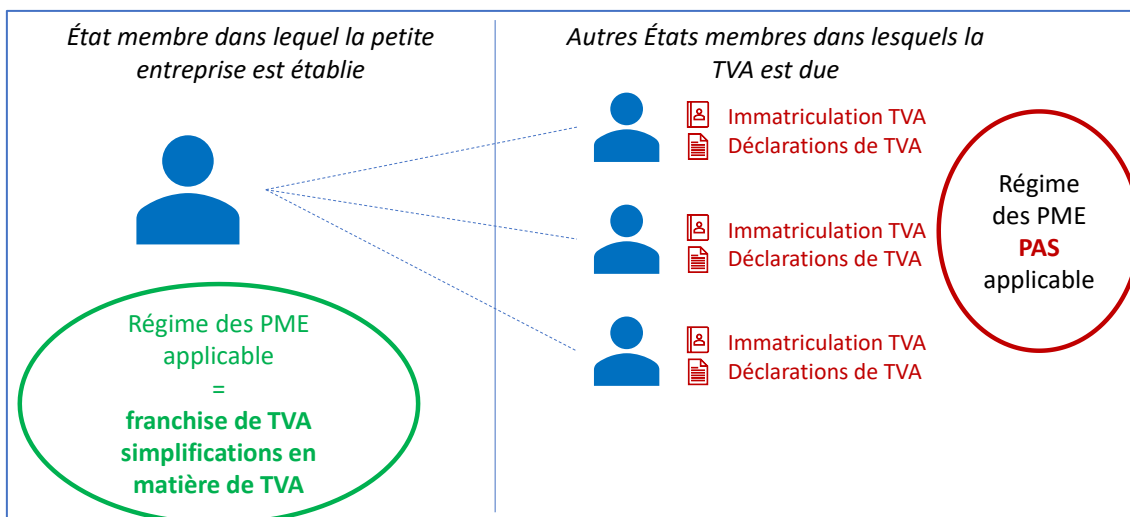 État membre dans lequel la petite
entreprise est établie
Régime des PME
applicable
=
franchise de TVA
simplifications en
matière de TVA
Autres États membres dans lesquels la
TVA est due
Immatriculation TVA
Déclarations de TVA
Immatriculation TVA
Déclarations de TVA
Immatriculation TVA
Déclarations de TVA
Régime
des PME
PAS
applicable